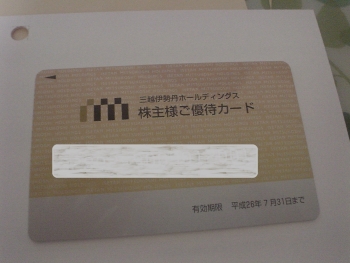 三越伊勢丹ホールディングス
株主様ご優待カード
有効期限 平成26年7月31日まで